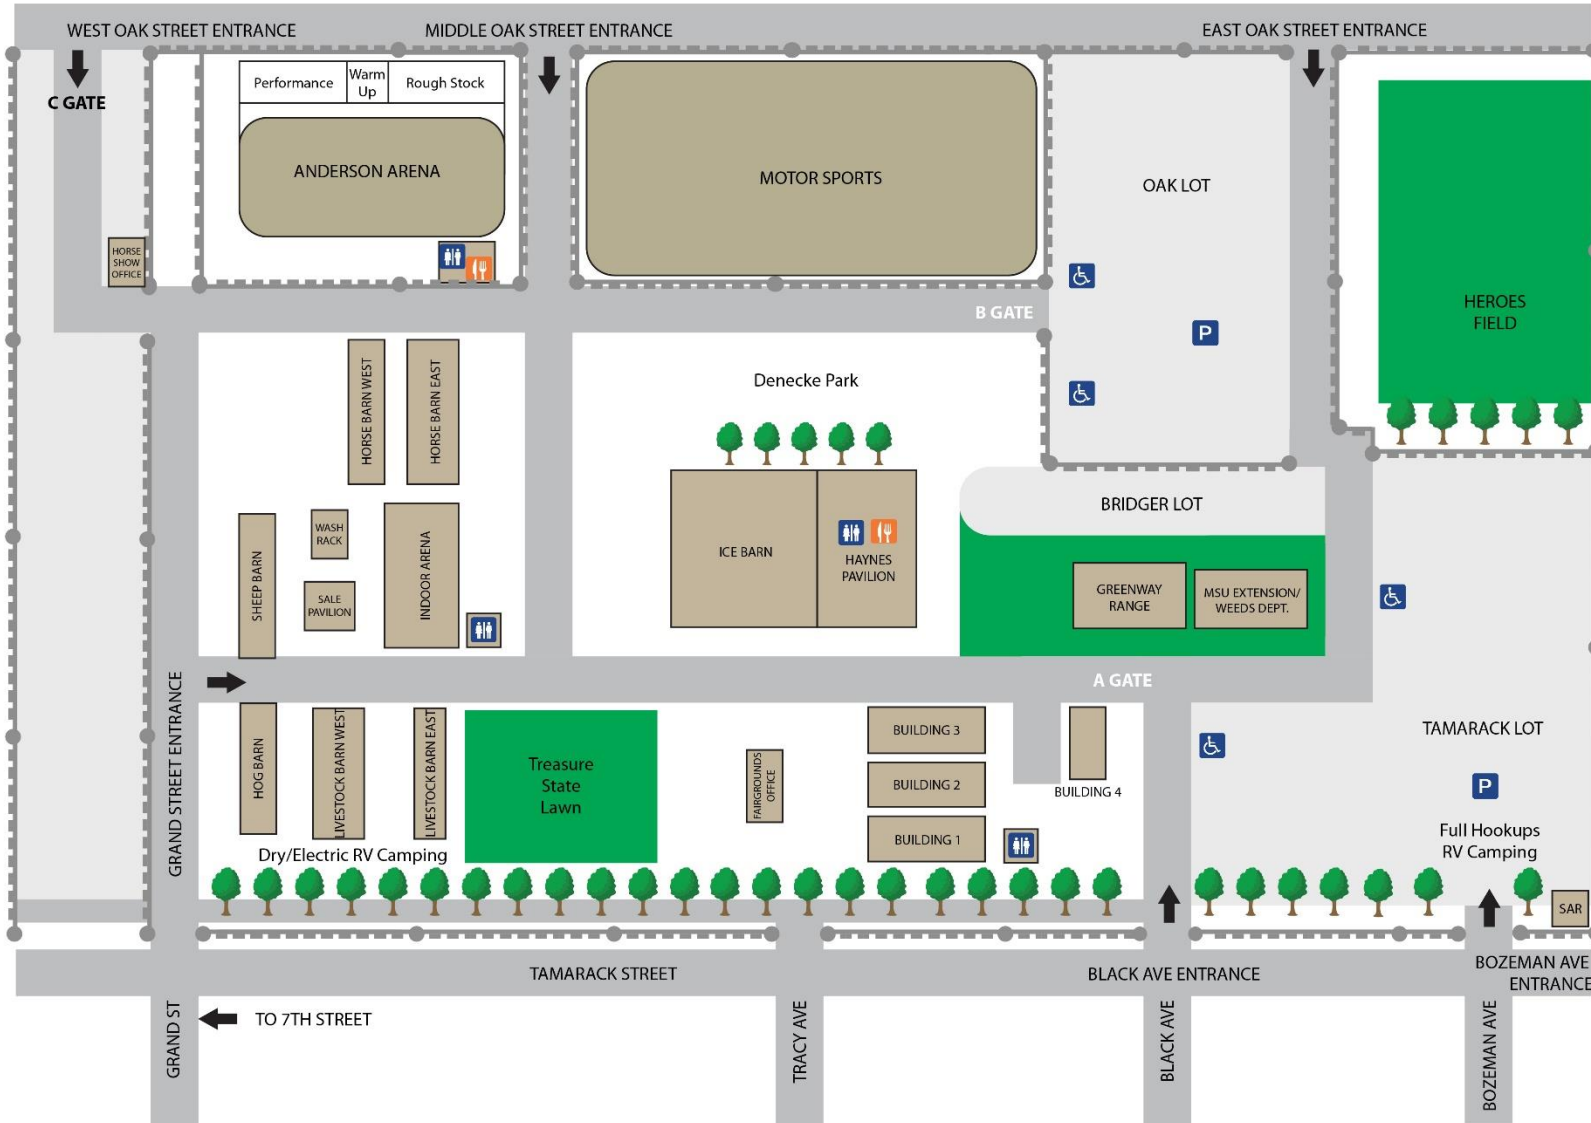 WEST OAK STREET ENTRANCE
MIDDLE OAK STREET ENTRANCE
EAST OAK STREET ENTRANCE
C GATE
Performance
Warm
Up
Rough Stock
ANDERSON ARENA
MOTOR SPORTS
OAK LOT
HORSE
SHOW
OFFICE
HEROES
FIELD
B GATE
P
HORSE BARN WEST
HORSE BARN EAST
Denecke Park
BRIDGER LOT
SHEEP BARN
WASH
RACK
SALE
PAVILION
INDOOR ARENA
ICE BARN
HAYNES
PAVILION
GREENWAY
RANGE
MSU EXTENSION/
WEEDS DEPT.
A GATE
GRAND STREET ENTRANCE
HOG BARN
LIVESTOCK BARN WEST
LIVESTOCK BARN EAST
Treasure
State
Lawn
FAIRGROUNDS
OFFICE
BUILDING 3
BUILDING 2
BUILDING 1
BUILDING 4
TAMARACK LOT
P
Full Hookups
RV Camping
Dry/Electric RV Camping
SAR
TAMARACK STREET
BLACK AVE ENTRANCE
BOZEMAN AVE
ENTRANCE
GRAND ST
TO 7TH STREET
TRACY AVE
BLACK AVE
BOZEMAN AVE